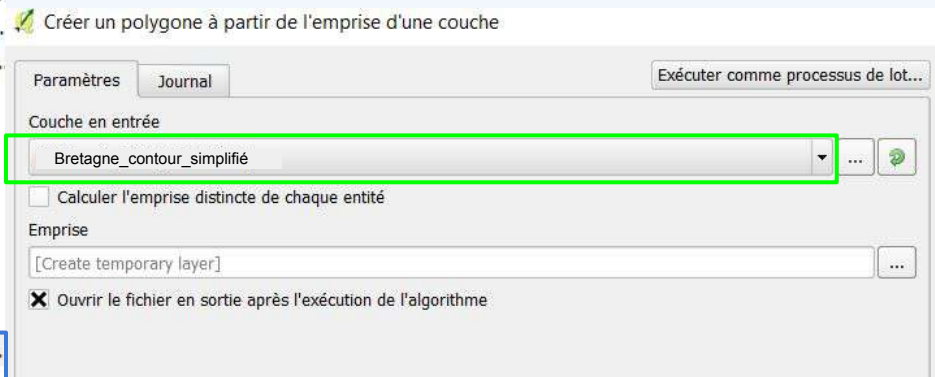 Créer un polygone à partir de l'emprise d'une couche
Paramètres
Journal
Exécuter comme processus de lot...
Couche en entrée
Bretagne_contour_simplifié
...
Calculer l'emprise distincte de chaque entité
Emprise
[Create temporary layer]
...
Ouvrir le fichier en sortie après l'exécution de l'algorithme